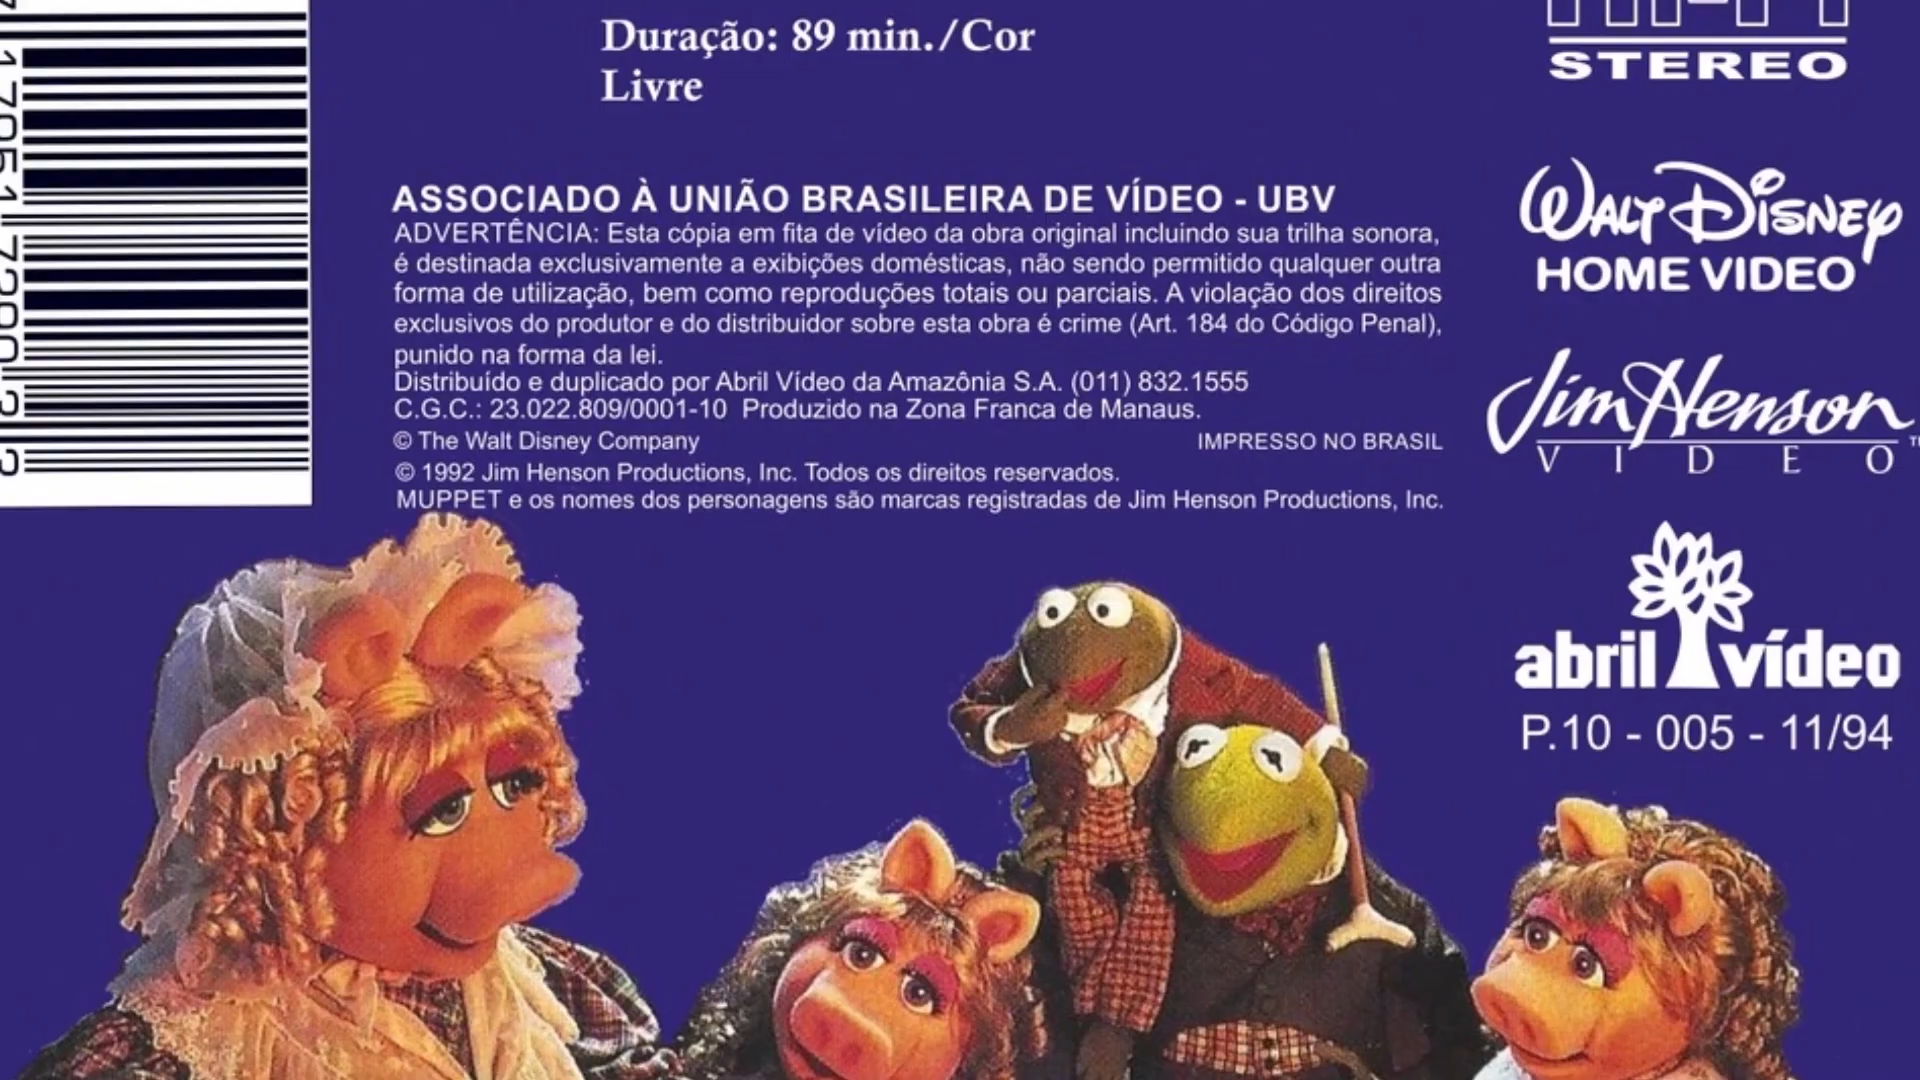 Duração: 89 min./Cor
Livre
STEREO
ASSOCIADO À UNIÃO BRASILEIRA DE VÍDEO - UBV
ADVERTÊNCIA: Esta cópia em fita de vídeo da obra original incluindo sua trilha sonora,
é destinada exclusivamente a exibições domésticas, não sendo permitido qualquer outra
forma de utilização, bem como reproduções totais ou parciais. A violação dos direitos
exclusivos do produtor e do distribuidor sobre esta obra é crime (Art. 184 do Código Penal),
punido na forma da lei.
Distribuído e duplicado por Abril Vídeo da Amazônia S.A. (011) 832.1555
C.G.C.: 23.022.809/0001-10 Produzido na Zona Franca de Manaus.
© The Walt Disney Company
IMPRESSO NO BRASIL
© 1992 Jim Henson Productions, Inc. Todos os direitos reservados.
MUPPET e os nomes dos personagens são marcas registradas de Jim Henson Productions, Inc.
WALT DISNEY
HOME VIDEO
Jim Henson
VIDEO
abril vídeo
P.10 - 005 - 11/94